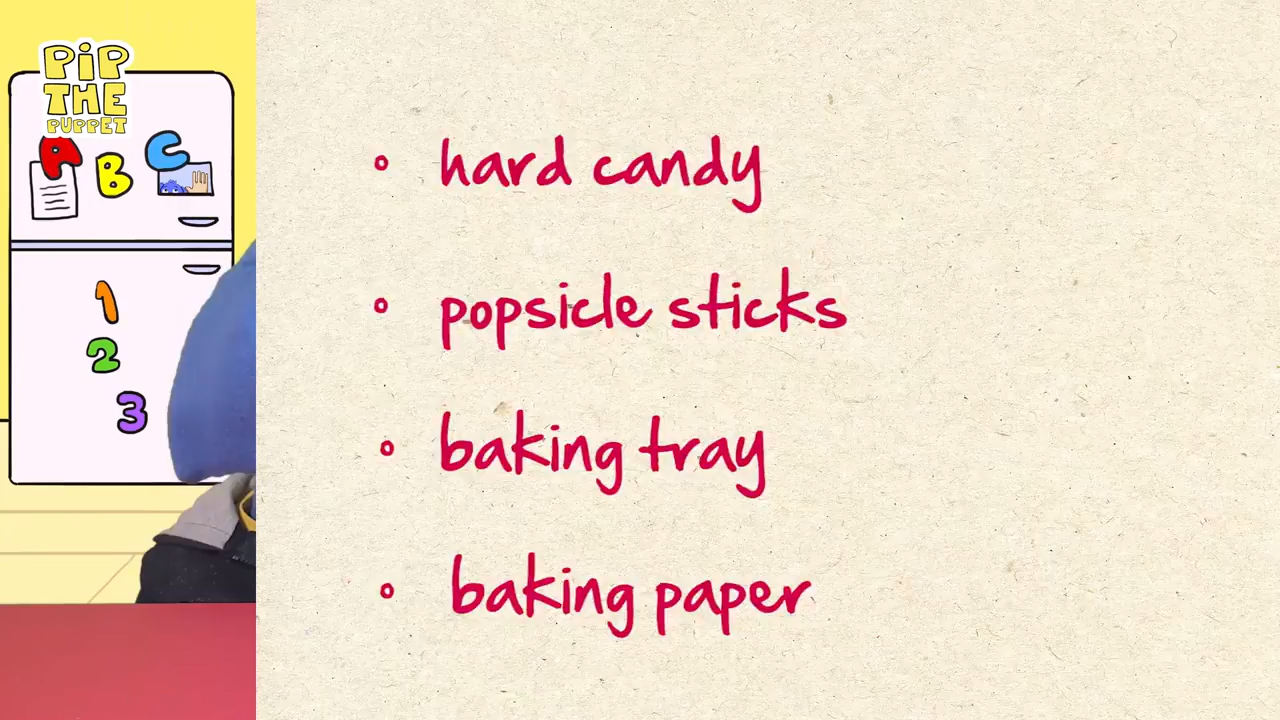 PiP
THE
PUPPET
A B C
1
2
3
hard candy
popsicle sticks
baking tray
baking paper